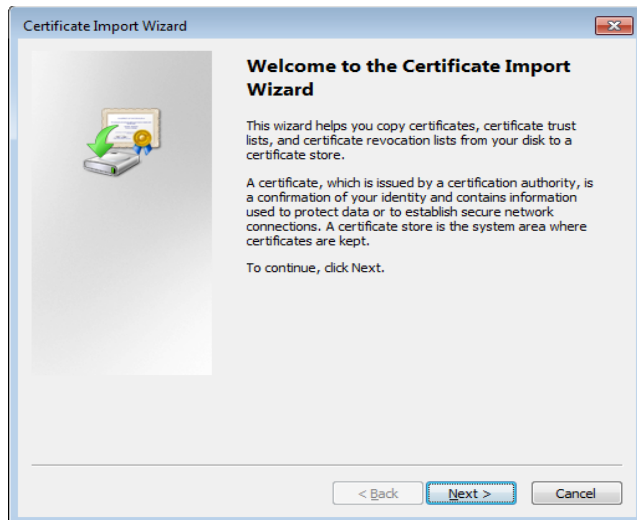 Certificate Import Wizard
Welcome to the Certificate Import
Wizard
This wizard helps you copy certificates, certificate trust
lists, and certificate revocation lists from your disk to a
certificate store.
A certificate, which is issued by a certification authority, is
a confirmation of your identity and contains information
used to protect data or to establish secure network
connections. A certificate store is the system area where
certificates are kept.
To continue, click Next.
< Back Next > Cancel